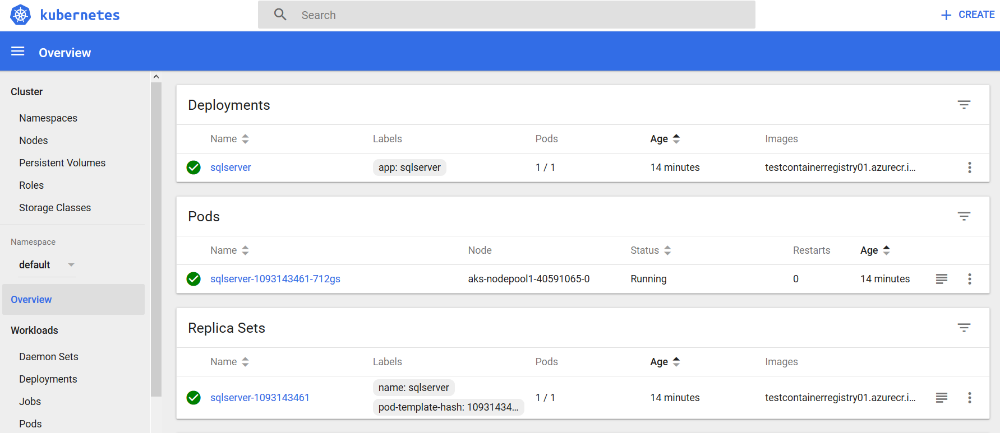 kubernetes
Search
CREATE
Overview
Cluster
Namespaces
Nodes
Persistent Volumes
Roles
Storage Classes
Namespace
default
Overview
Workloads
Daemon Sets
Deployments
Jobs
Pods
Deployments
Name Labels Pods Age Images
sqlserver app: sqlserver 1 / 1 14 minutes testcontainerregistry01.azurecr.i...
Pods
Name Node Status Restarts Age
sqlserver-1093143461-712gs aks-nodepool1-40591065-0 Running 0 14 minutes
Replica Sets
Name Labels Pods Age Images
name: sqlserver
sqlserver-1093143461 1 / 1 14 minutes testcontainerregistry01.azurecr.i...
pod-template-hash: 10931434...